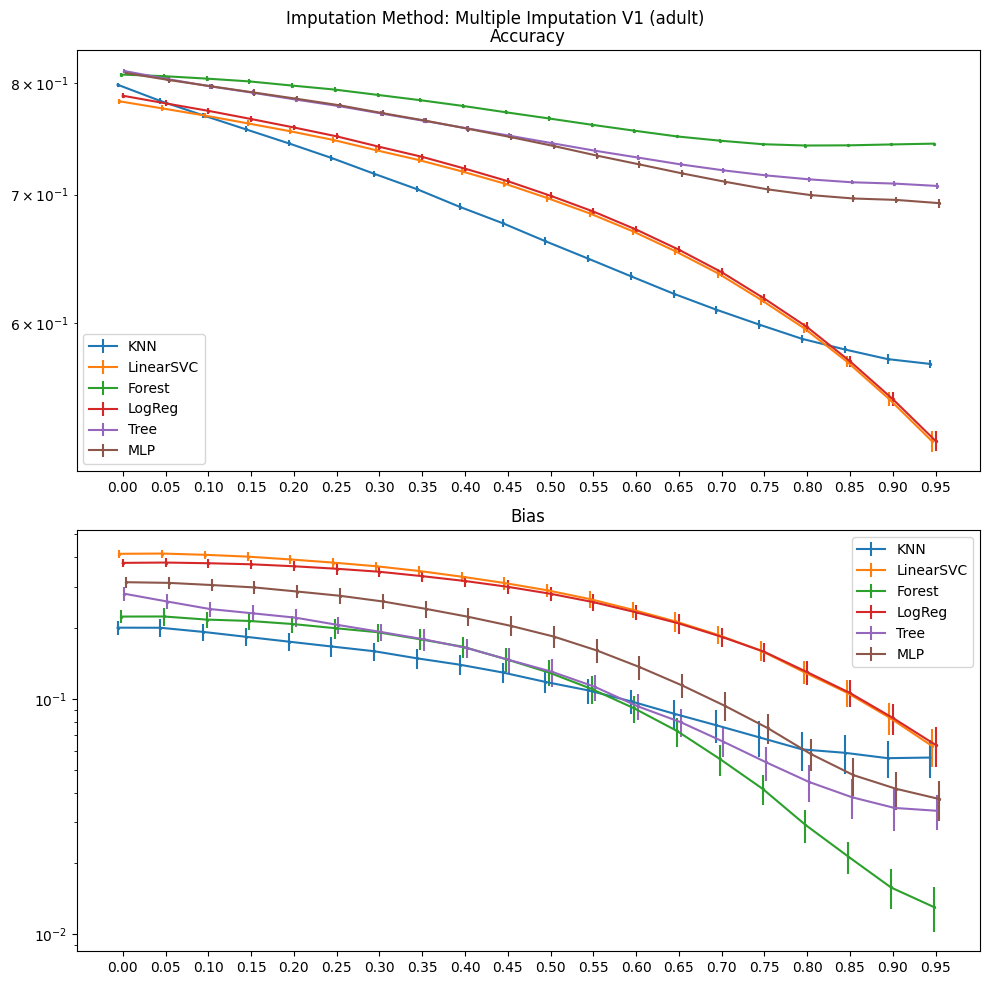 Imputation Method: Multiple Imputation V1 (adult)
Accuracy
8 × 10⁻¹
7 × 10⁻¹
6 × 10⁻¹
KNN
LinearSVC
Forest
LogReg
Tree
MLP
0.00 0.05 0.10 0.15 0.20 0.25 0.30 0.35 0.40 0.45 0.50 0.55 0.60 0.65 0.70 0.75 0.80 0.85 0.90 0.95
Bias
KNN
LinearSVC
Forest
LogReg
Tree
MLP
10⁻¹
10⁻²
0.00 0.05 0.10 0.15 0.20 0.25 0.30 0.35 0.40 0.45 0.50 0.55 0.60 0.65 0.70 0.75 0.80 0.85 0.90 0.95